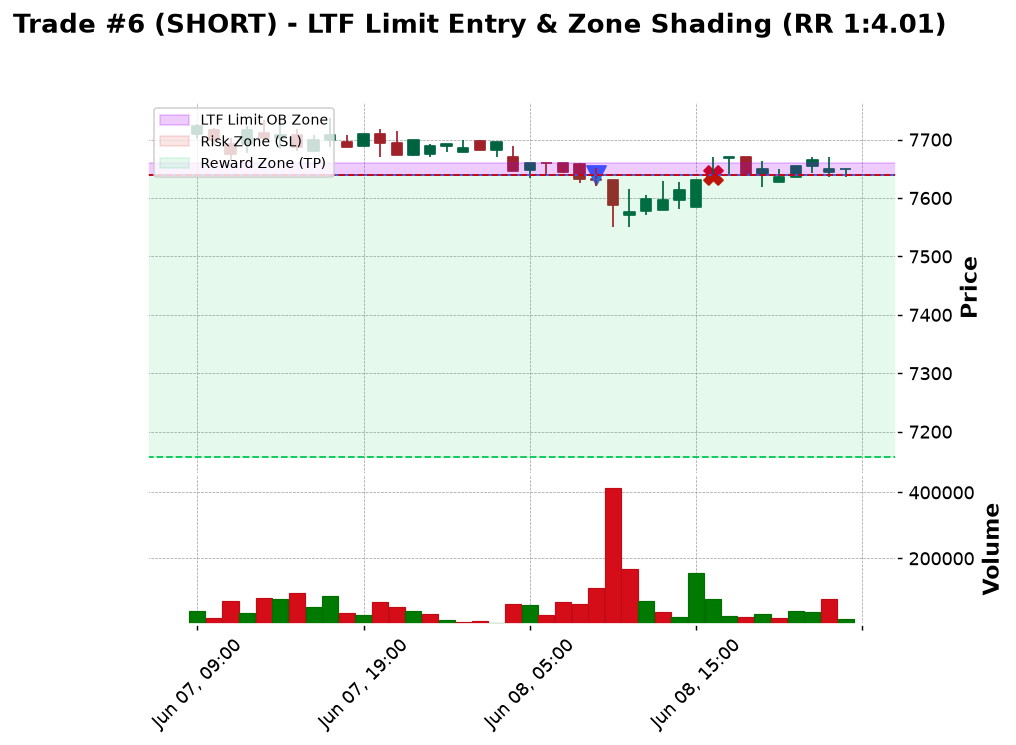 Trade #6 (SHORT) - LTF Limit Entry & Zone Shading (RR 1:4.01)
LTF Limit OB Zone
Risk Zone (SL)
Reward Zone (TP)
7700
7600
7500
7400
7300
7200
Price
400000
200000
Volume
Jun 07, 09:00
Jun 07, 19:00
Jun 08, 05:00
Jun 08, 15:00